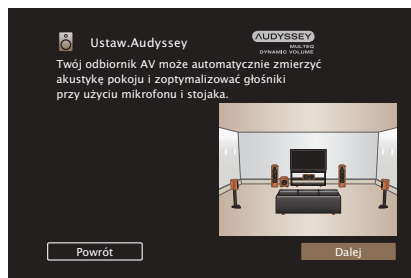 Ustaw.Audyssey
AUDYSSEY
MULTEQ
DYNAMIC VOLUME
Twój odbiornik AV może automatycznie zmierzyć
akustykę pokoju i zoptymalizować głośniki
przy użyciu mikrofonu i stojaka.
Powrót
Dalej